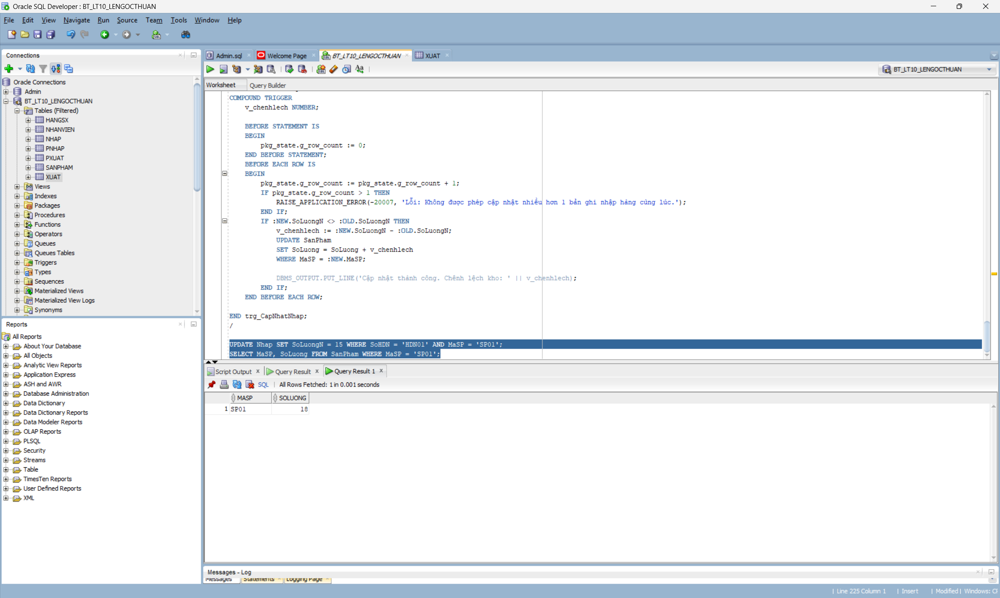 Oracle SQL Developer : BT_LT10_LENGOCTHUAN
File Edit View Navigate Run Source Team Tools Window Help
Connections
Oracle Connections
Admin
BT_LT10_LENGOCTHUAN
Tables (Filtered)
HANGSX
NHANVIEN
NHAP
PNHAP
PXUAT
SANPHAM
XUAT
Views
Indexes
Packages
Procedures
Functions
Operators
Queues
Queues Tables
Triggers
Types
Sequences
Materialized Views
Materialized View Logs
Synonyms
Reports
All Reports
About Your Database
All Objects
Analytic View Reports
Application Express
ASH and AWR
Database Administration
Data Dictionary
Data Dictionary Reports
Data Modeler Reports
OLAP Reports
PLSQL
Security
Streams
Table
TimesTen Reports
User Defined Reports
XML
Admin.sql Welcome Page BT_LT10_LENGOCTHUAN XUAT
BT_LT10_LENGOCTHUAN
Worksheet Query Builder
COMPOUND TRIGGER
v_chenhlech NUMBER;
BEFORE STATEMENT IS
BEGIN
pkg_state.g_row_count := 0;
END BEFORE STATEMENT;
BEFORE EACH ROW IS
BEGIN
pkg_state.g_row_count := pkg_state.g_row_count + 1;
IF pkg_state.g_row_count > 1 THEN
RAISE_APPLICATION_ERROR(-20007, 'Lỗi: Không được phép cập nhật nhiều hơn 1 bản ghi nhập hàng cùng lúc.');
END IF;
IF :NEW.SoLuongN <> :OLD.SoLuongN THEN
v_chenhlech := :NEW.SoLuongN - :OLD.SoLuongN;
UPDATE SanPham
SET SoLuong = SoLuong + v_chenhlech
WHERE MaSP = :NEW.MaSP;
DBMS_OUTPUT.PUT_LINE('Cập nhật thành công. Chênh lệch kho: ' || v_chenhlech);
END IF;
END BEFORE EACH ROW;
END trg_CapNhatNhap;
/
UPDATE Nhap SET SoLuongN = 15 WHERE SoHDN = 'HDN01' AND MaSP = 'SP01';
SELECT MaSP, SoLuong FROM SanPham WHERE MaSP = 'SP01';
Script Output Query Result Query Result 1
SQL All Rows Fetched: 1 in 0.001 seconds
MASP SOLUONG
1 SP01 18
Messages - Log
Messages Statements Logging Page
Line 225 Column 1 Insert Modified Windows: